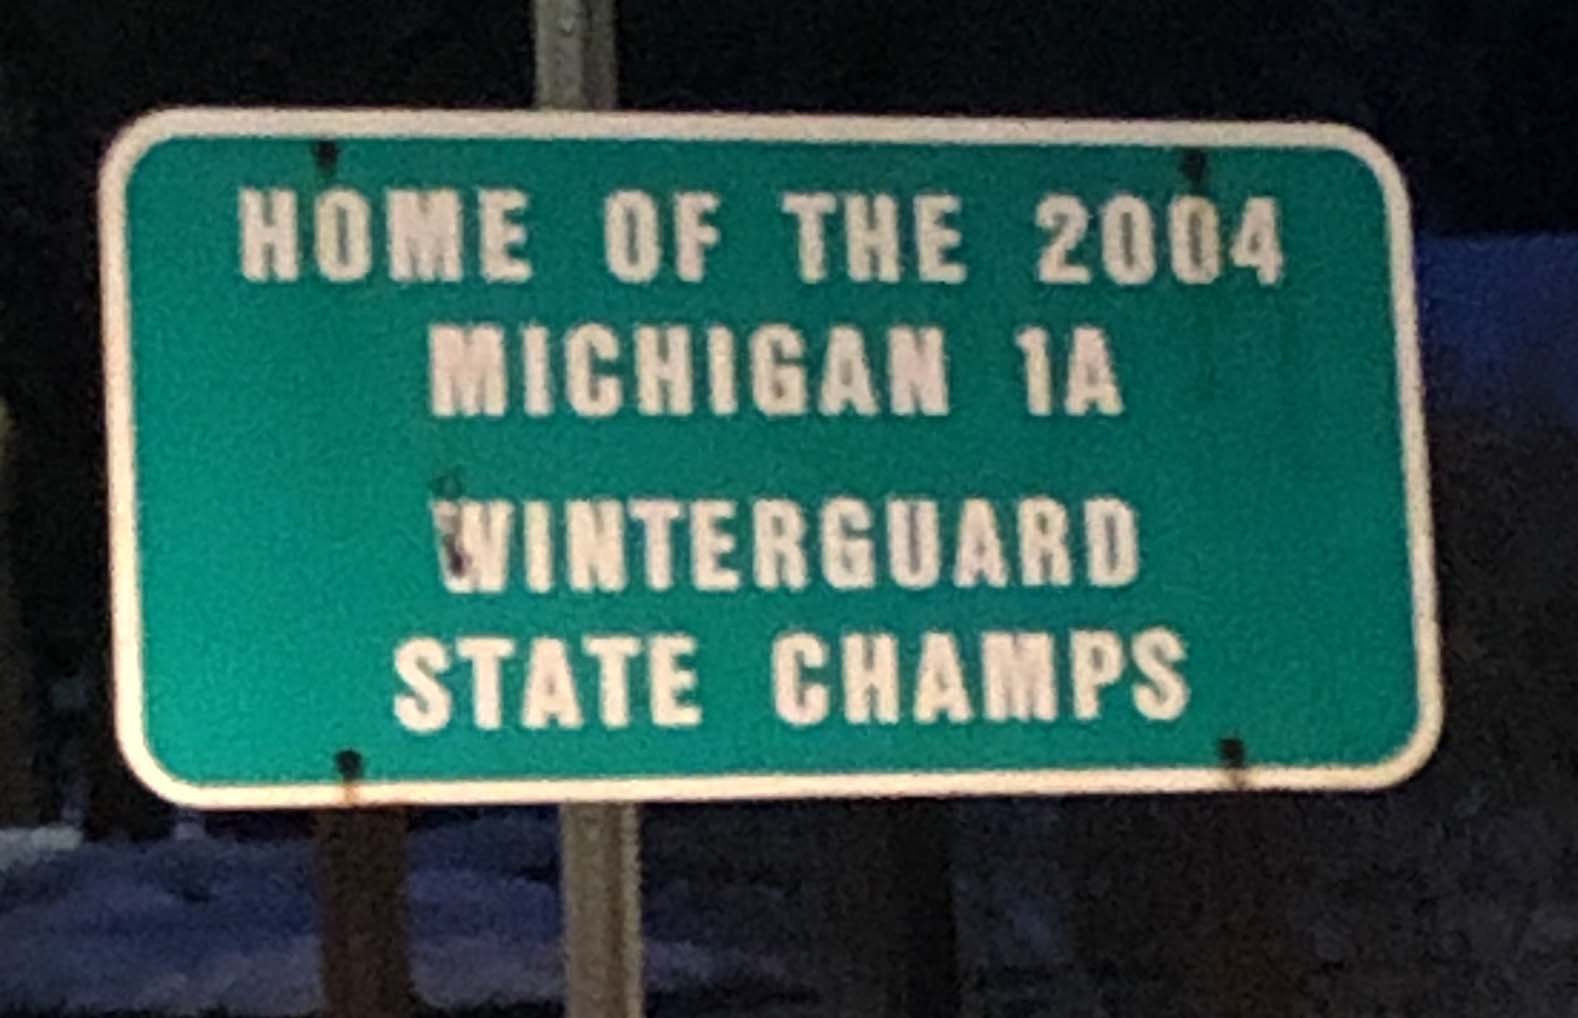 HOME OF THE 2004
MICHIGAN 1A
WINTERGUARD
STATE CHAMPS